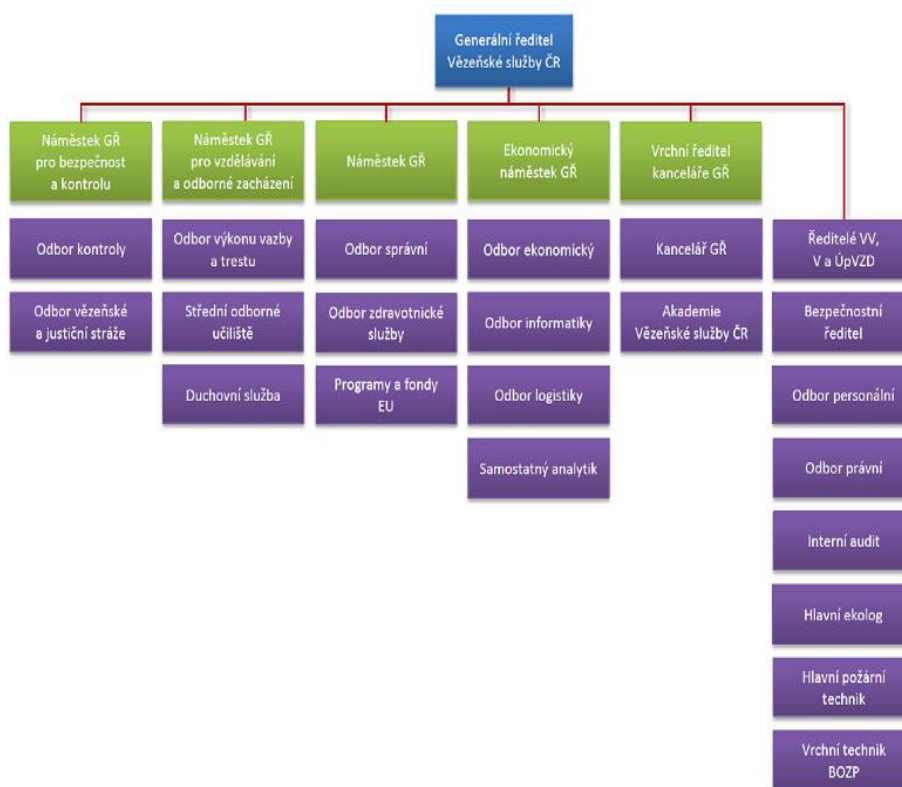 Generální ředitel
Vězeňské služby ČR
Náměstek GŘ
pro bezpečnost
a kontrolu
Odbor kontroly
Odbor vězeňské
a justiční stráže
Náměstek GŘ
pro vzdělávání
a odborné zacházení
Odbor výkonu vazby
a trestu
Střední odborné
učiliště
Duchovní služba
Náměstek GŘ
Odbor správní
Odbor zdravotnické
služby
Programy a fondy
EU
Ekonomický
náměstek GŘ
Odbor ekonomický
Odbor informatiky
Odbor logistiky
Samostatný analytik
Vrchní ředitel
kanceláře GŘ
Kancelář GŘ
Akademie
Vězeňské služby ČR
Ředitelé VV,
V a ÚpVZD
Bezpečnostní
ředitel
Odbor personální
Odbor právní
Interní audit
Hlavní ekolog
Hlavní požární
technik
Vrchní technik
BOZP